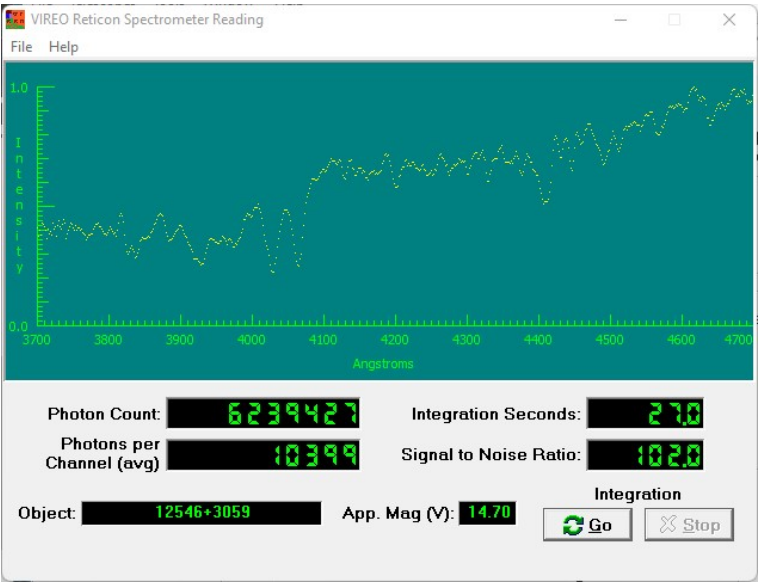 VIREO Reticon Spectrometer Reading
File Help
1.0
Intensity
0.0
3700 3800 3900 4000 4100 4200 4300 4400 4500 4600 4700
Angstroms
Photon Count: 6239427 Integration Seconds: 27.0
Photons per
Channel (avg) 10399 Signal to Noise Ratio: 102.0
Integration
Object: 12546+3059 App. Mag (V): 14.70 Go Stop